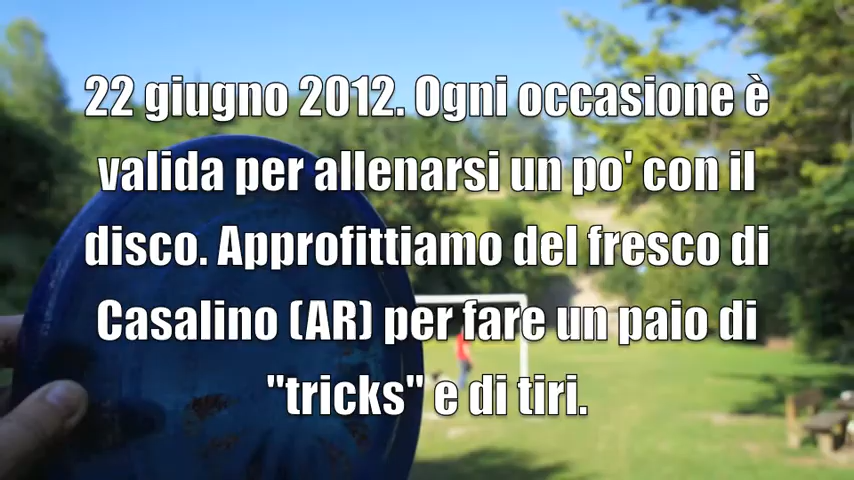 22 giugno 2012. Ogni occasione è
valida per allenarsi un po' con il
disco. Approfittiamo del fresco di
Casalino (AR) per fare un paio di
"tricks" e di tiri.